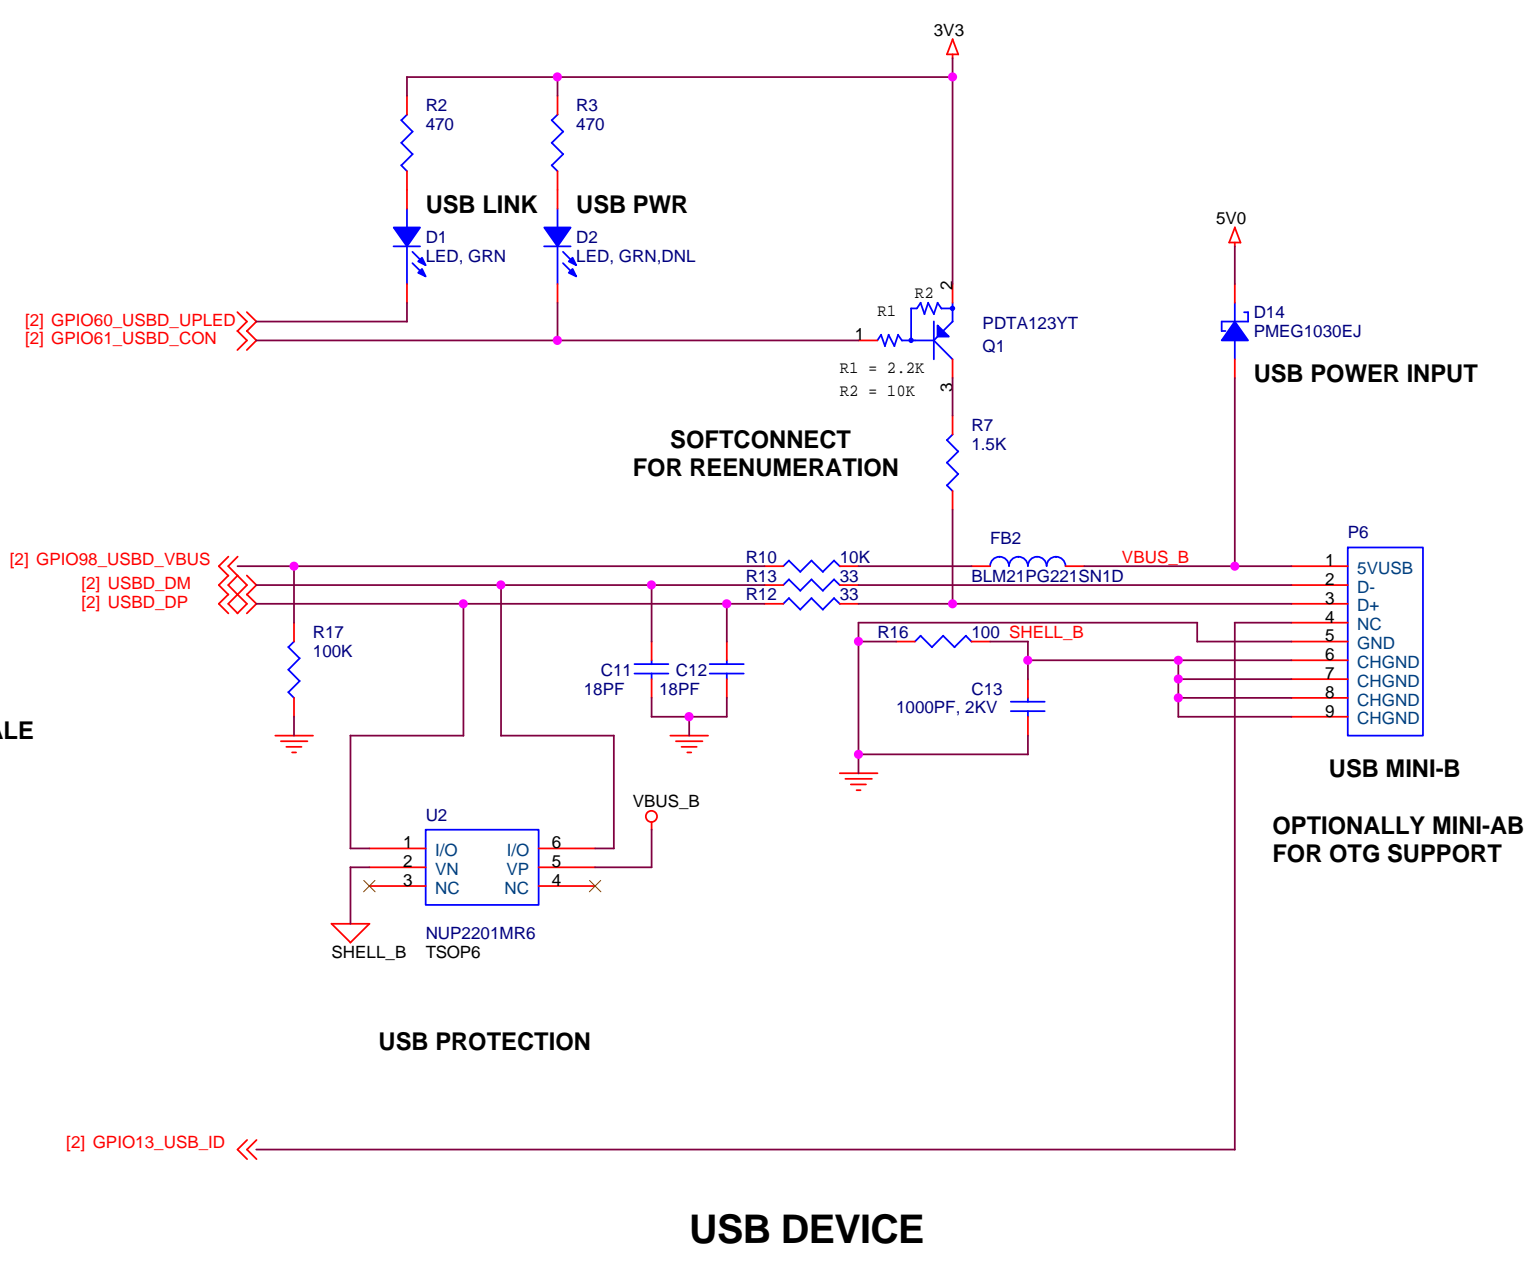 3V3
R2
470
R3
470
USB LINK
USB PWR
D1
LED, GRN
D2
LED, GRN,DNL
5V0
[2] GPIO60_USBD_UPLED
[2] GPIO61_USBD_CON
R1
R2
2
1
3
R1 = 2.2K
R2 = 10K
PDTA123YT
Q1
D14
PMEG1030EJ
USB POWER INPUT
SOFTCONNECT
FOR REENUMERATION
R7
1.5K
[2] GPIO98_USBD_VBUS
[2] USBD_DM
[2] USBD_DP
R10
10K
R13
33
R12
33
FB2
BLM21PG221SN1D
VBUS_B
P6
1 5VUSB
2 D-
3 D+
4 NC
5 GND
6 CHGND
7 CHGND
8 CHGND
9 CHGND
R17
100K
C11
18PF
C12
18PF
R16
100
SHELL_B
C13
1000PF, 2KV
ALE
USB MINI-B
OPTIONALLY MINI-AB
FOR OTG SUPPORT
VBUS_B
U2
1 I/O I/O 6
2 VN VP 5
3 NC NC 4
NUP2201MR6
TSOP6
SHELL_B
USB PROTECTION
[2] GPIO13_USB_ID
USB DEVICE